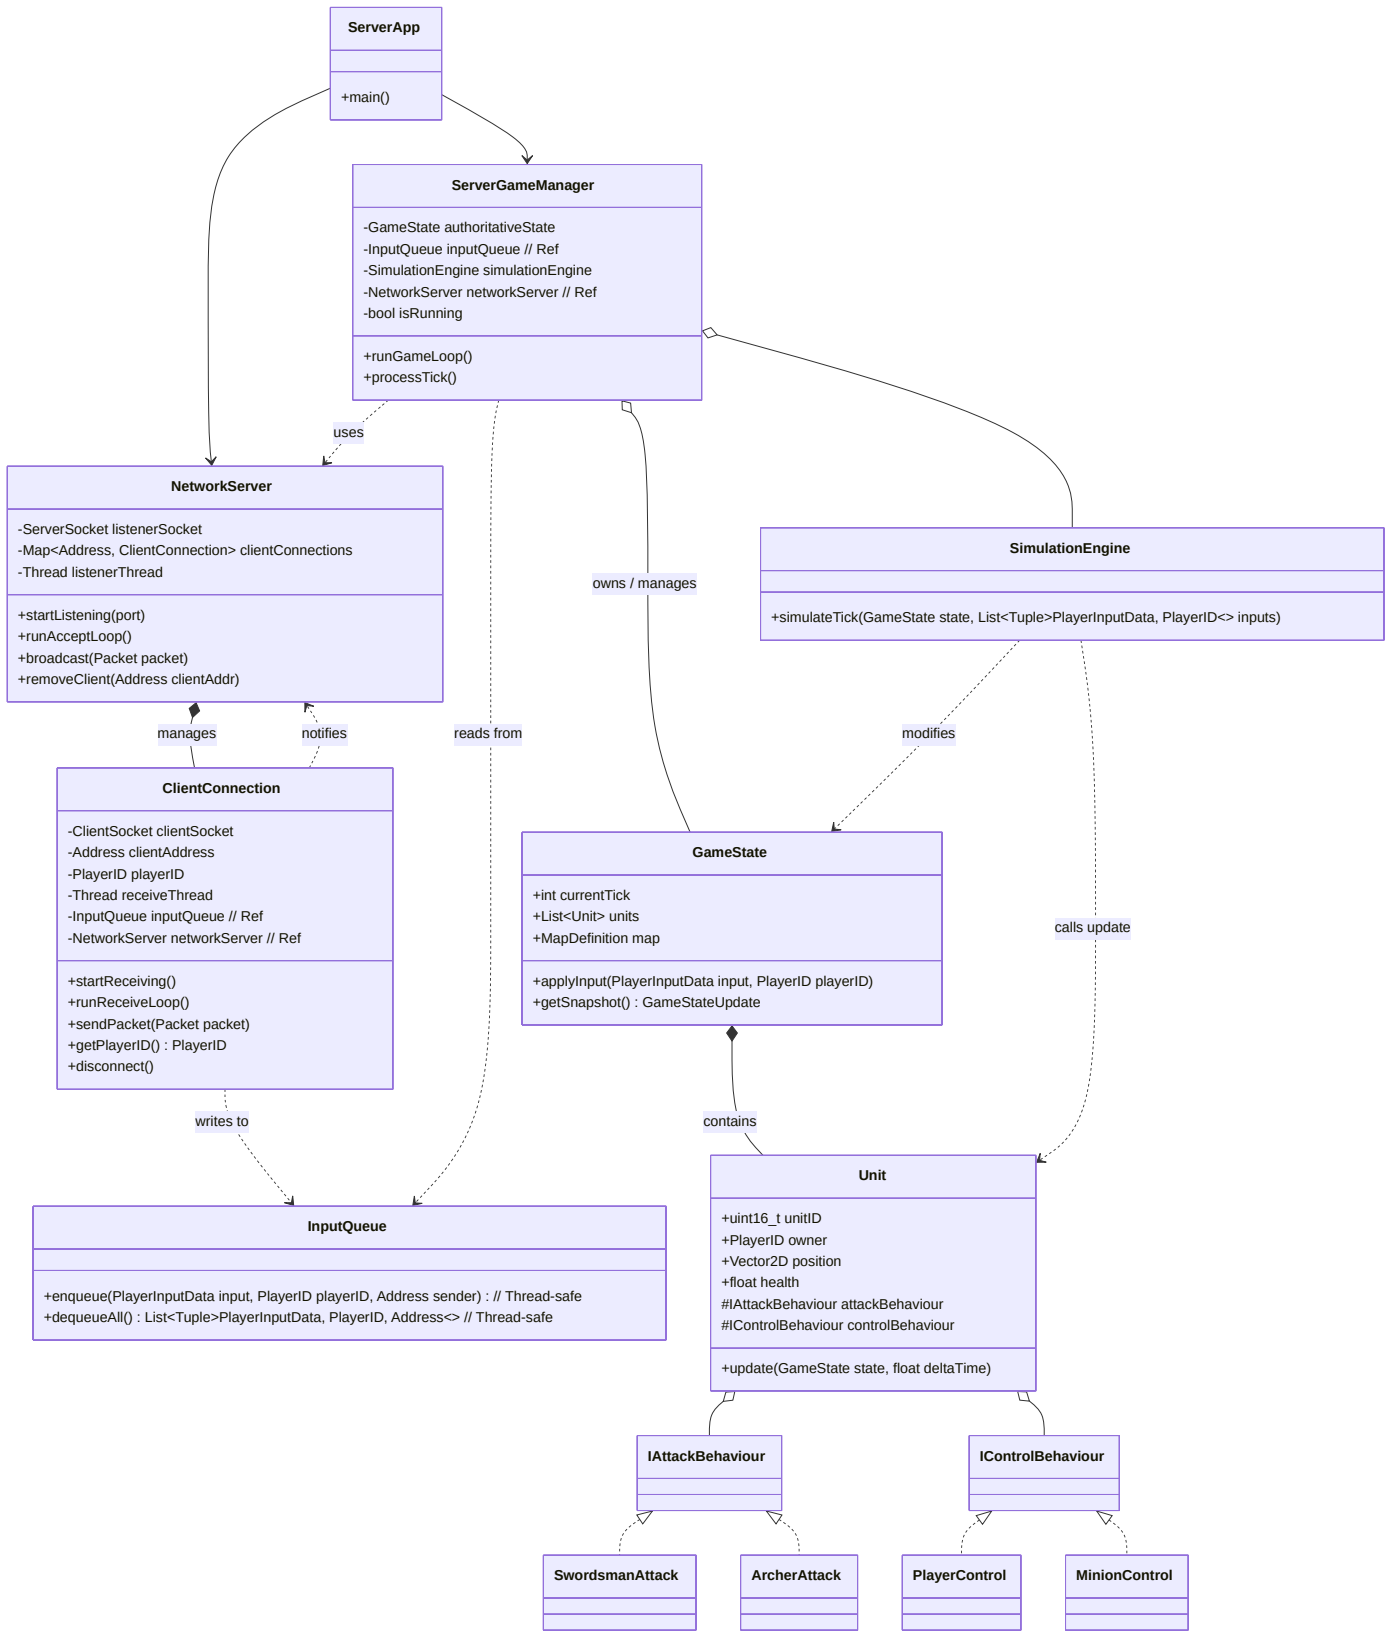 ServerApp
+main()
ServerGameManager
-GameState authoritativeState
-InputQueue inputQueue // Ref
-SimulationEngine simulationEngine
-NetworkServer networkServer // Ref
-bool isRunning
+runGameLoop()
+processTick()
uses
NetworkServer
-ServerSocket listenerSocket
-Map<Address, ClientConnection> clientConnections
-Thread listenerThread
+startListening(port)
+runAcceptLoop()
+broadcast(Packet packet)
+removeClient(Address clientAddr)
owns / manages
SimulationEngine
+simulateTick(GameState state, List<Tuple>PlayerInputData, PlayerID<> inputs)
manages
notifies
reads from
modifies
ClientConnection
-ClientSocket clientSocket
-Address clientAddress
-PlayerID playerID
-Thread receiveThread
-InputQueue inputQueue // Ref
-NetworkServer networkServer // Ref
+startReceiving()
+runReceiveLoop()
+sendPacket(Packet packet)
+getPlayerID() : PlayerID
+disconnect()
GameState
+int currentTick
+List<Unit> units
+MapDefinition map
+applyInput(PlayerInputData input, PlayerID playerID)
+getSnapshot() : GameStateUpdate
calls update
writes to
contains
InputQueue
+enqueue(PlayerInputData input, PlayerID playerID, Address sender) : // Thread-safe
+dequeueAll() : List<Tuple>PlayerInputData, PlayerID, Address<> // Thread-safe
Unit
+uint16_t unitID
+PlayerID owner
+Vector2D position
+float health
#IAttackBehaviour attackBehaviour
#IControlBehaviour controlBehaviour
+update(GameState state, float deltaTime)
IAttackBehaviour
IControlBehaviour
SwordsmanAttack
ArcherAttack
PlayerControl
MinionControl